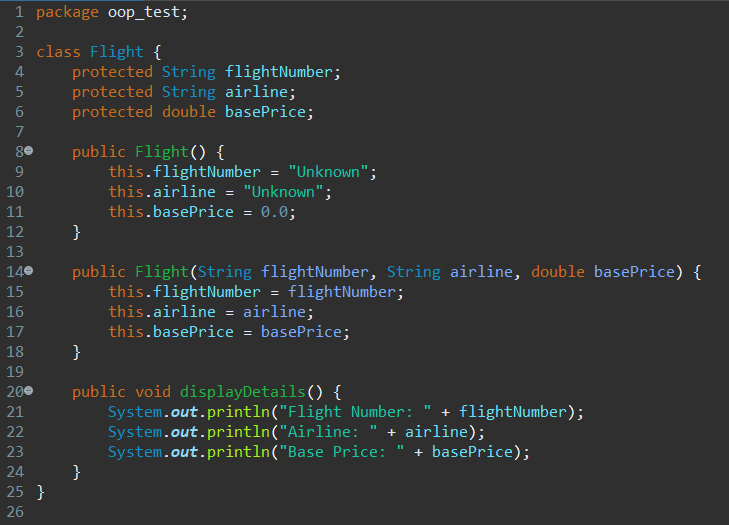 1 package oop_test;
2
3 class Flight {
4     protected String flightNumber;
5     protected String airline;
6     protected double basePrice;
7
8     public Flight() {
9         this.flightNumber = "Unknown";
10         this.airline = "Unknown";
11         this.basePrice = 0.0;
12     }
13
14     public Flight(String flightNumber, String airline, double basePrice) {
15         this.flightNumber = flightNumber;
16         this.airline = airline;
17         this.basePrice = basePrice;
18     }
19
20     public void displayDetails() {
21         System.out.println("Flight Number: " + flightNumber);
22         System.out.println("Airline: " + airline);
23         System.out.println("Base Price: " + basePrice);
24     }
25 }
26